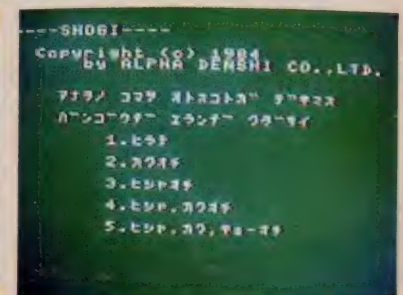 ----SHOGI----
Copyright (c) 1984
by ALPHA DENSHI CO.,LTD.
アナタノ コマヲ オトスコトガ デキマス
バンゴウデ エランデ クダサイ
1.ヒラテ
2.カクオチ
3.ヒシャオチ
4.ヒシャ,カクオチ
5.ヒシャ,カク,キョーオチ